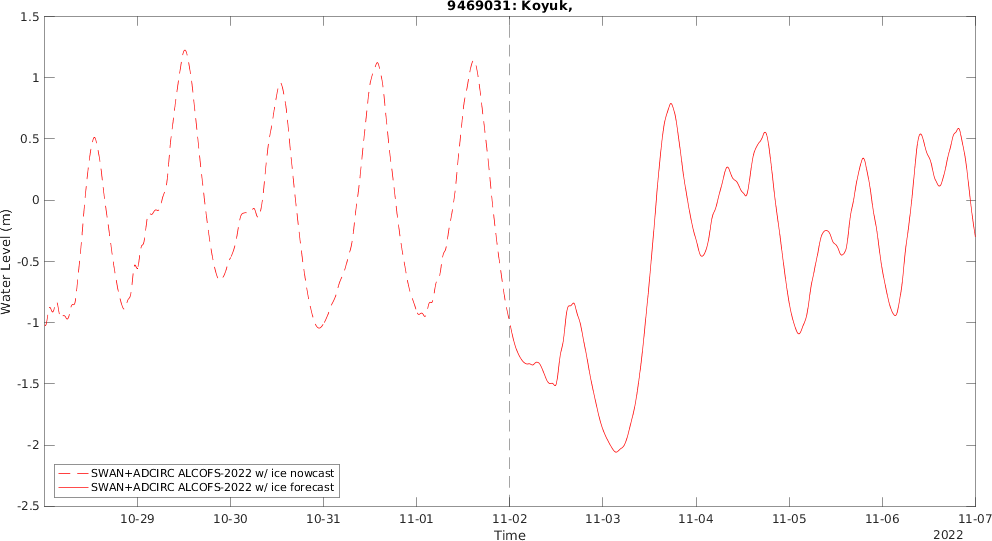 9469031: Koyuk,
1.5
1
0.5
0
-0.5
-1
-1.5
-2
-2.5
Water Level (m)
SWAN+ADCIRC ALCOFS-2022 w/ ice nowcast
SWAN+ADCIRC ALCOFS-2022 w/ ice forecast
10-29 10-30 10-31 11-01 11-02 11-03 11-04 11-05 11-06 11-07
Time
2022